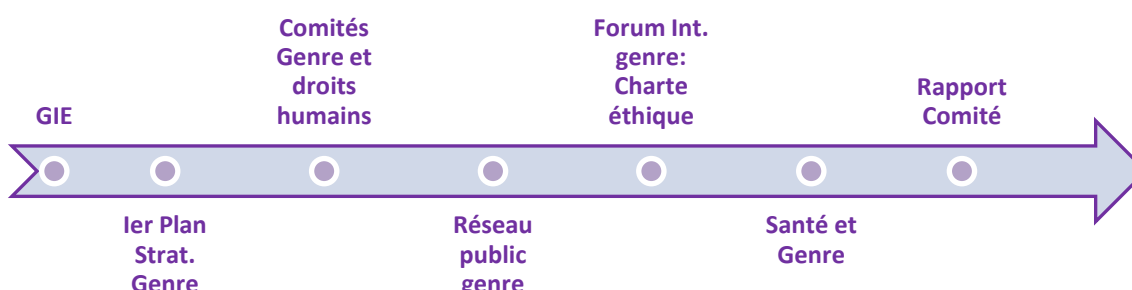 GIE
Ier Plan
Strat.
Genre
Comités
Genre et
droits
humains
Réseau
public
genre
Forum Int.
genre:
Charte
éthique
Santé et
Genre
Rapport
Comité